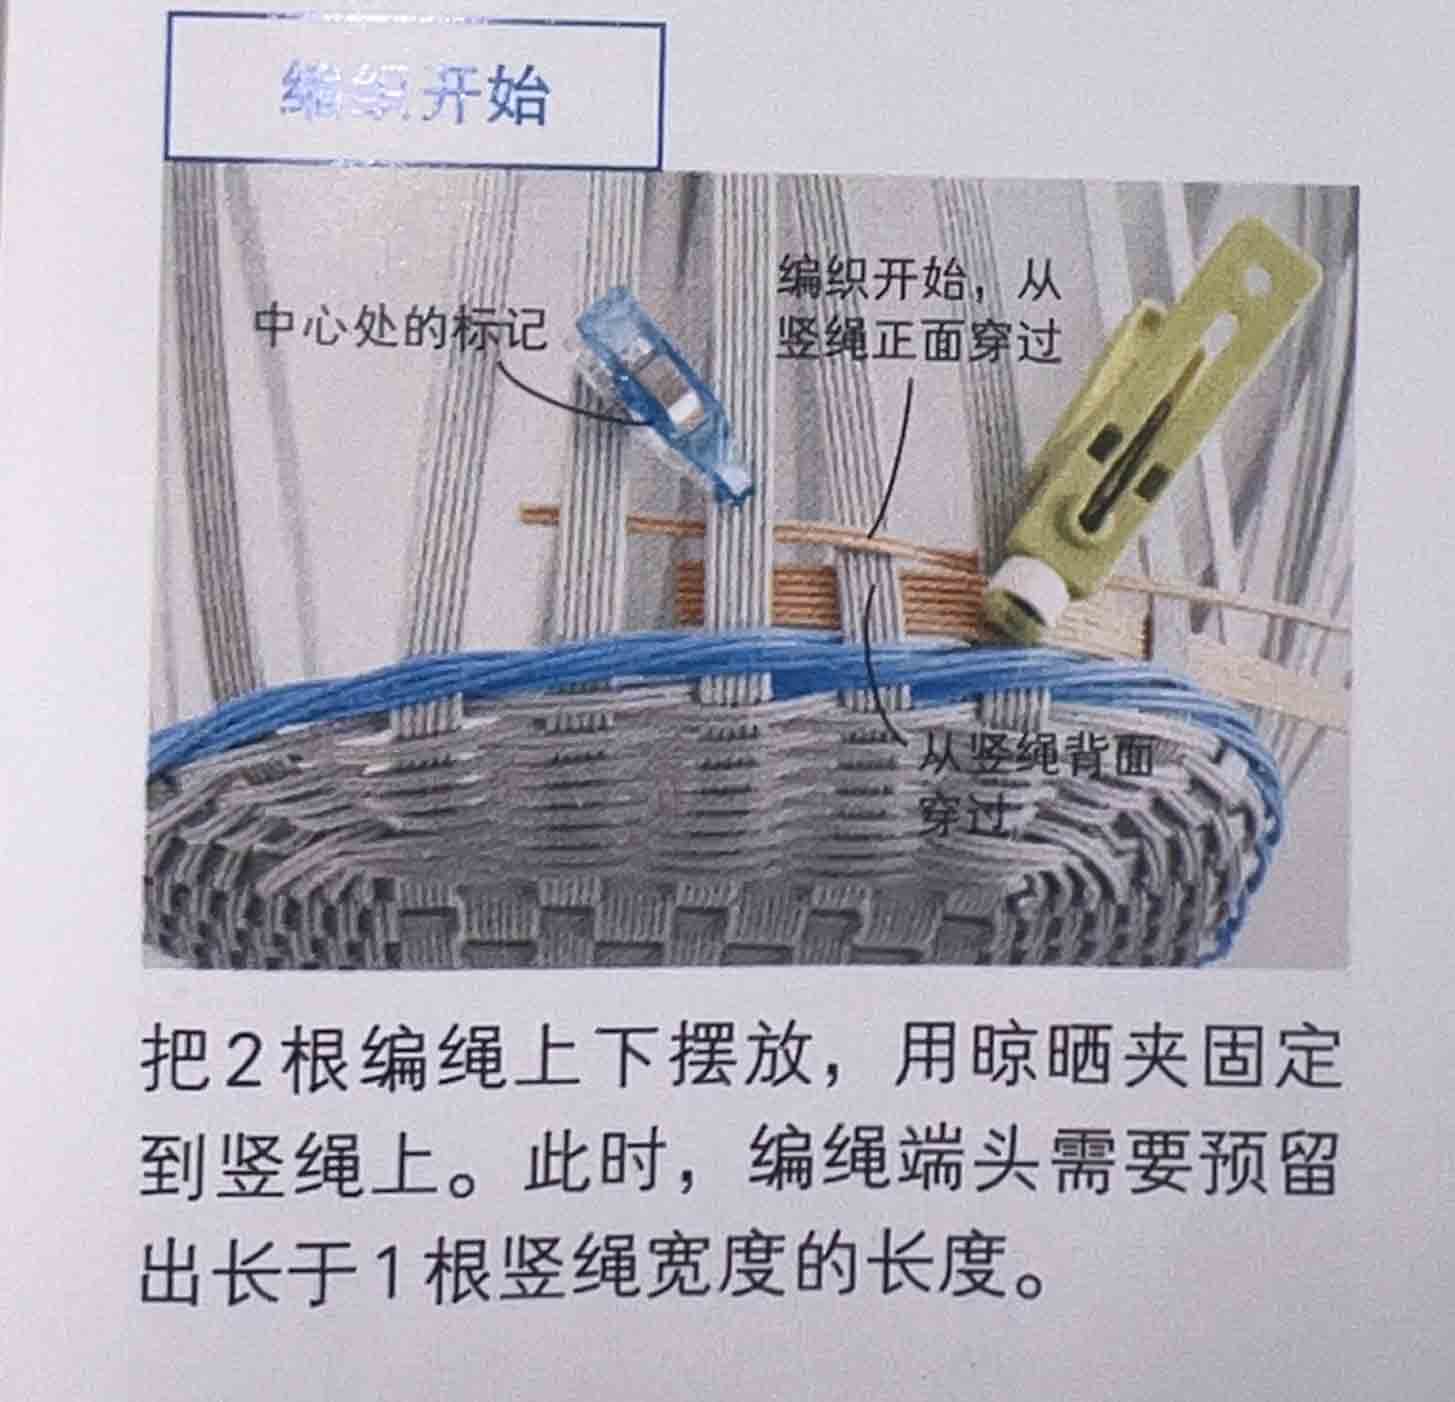 编织开始
中心处的标记
编织开始，从
竖绳正面穿过
从竖绳背面
穿过
把2根编绳上下摆放，用晾晒夹固定
到竖绳上。此时，编绳端头需要预留
出长于1根竖绳宽度的长度。